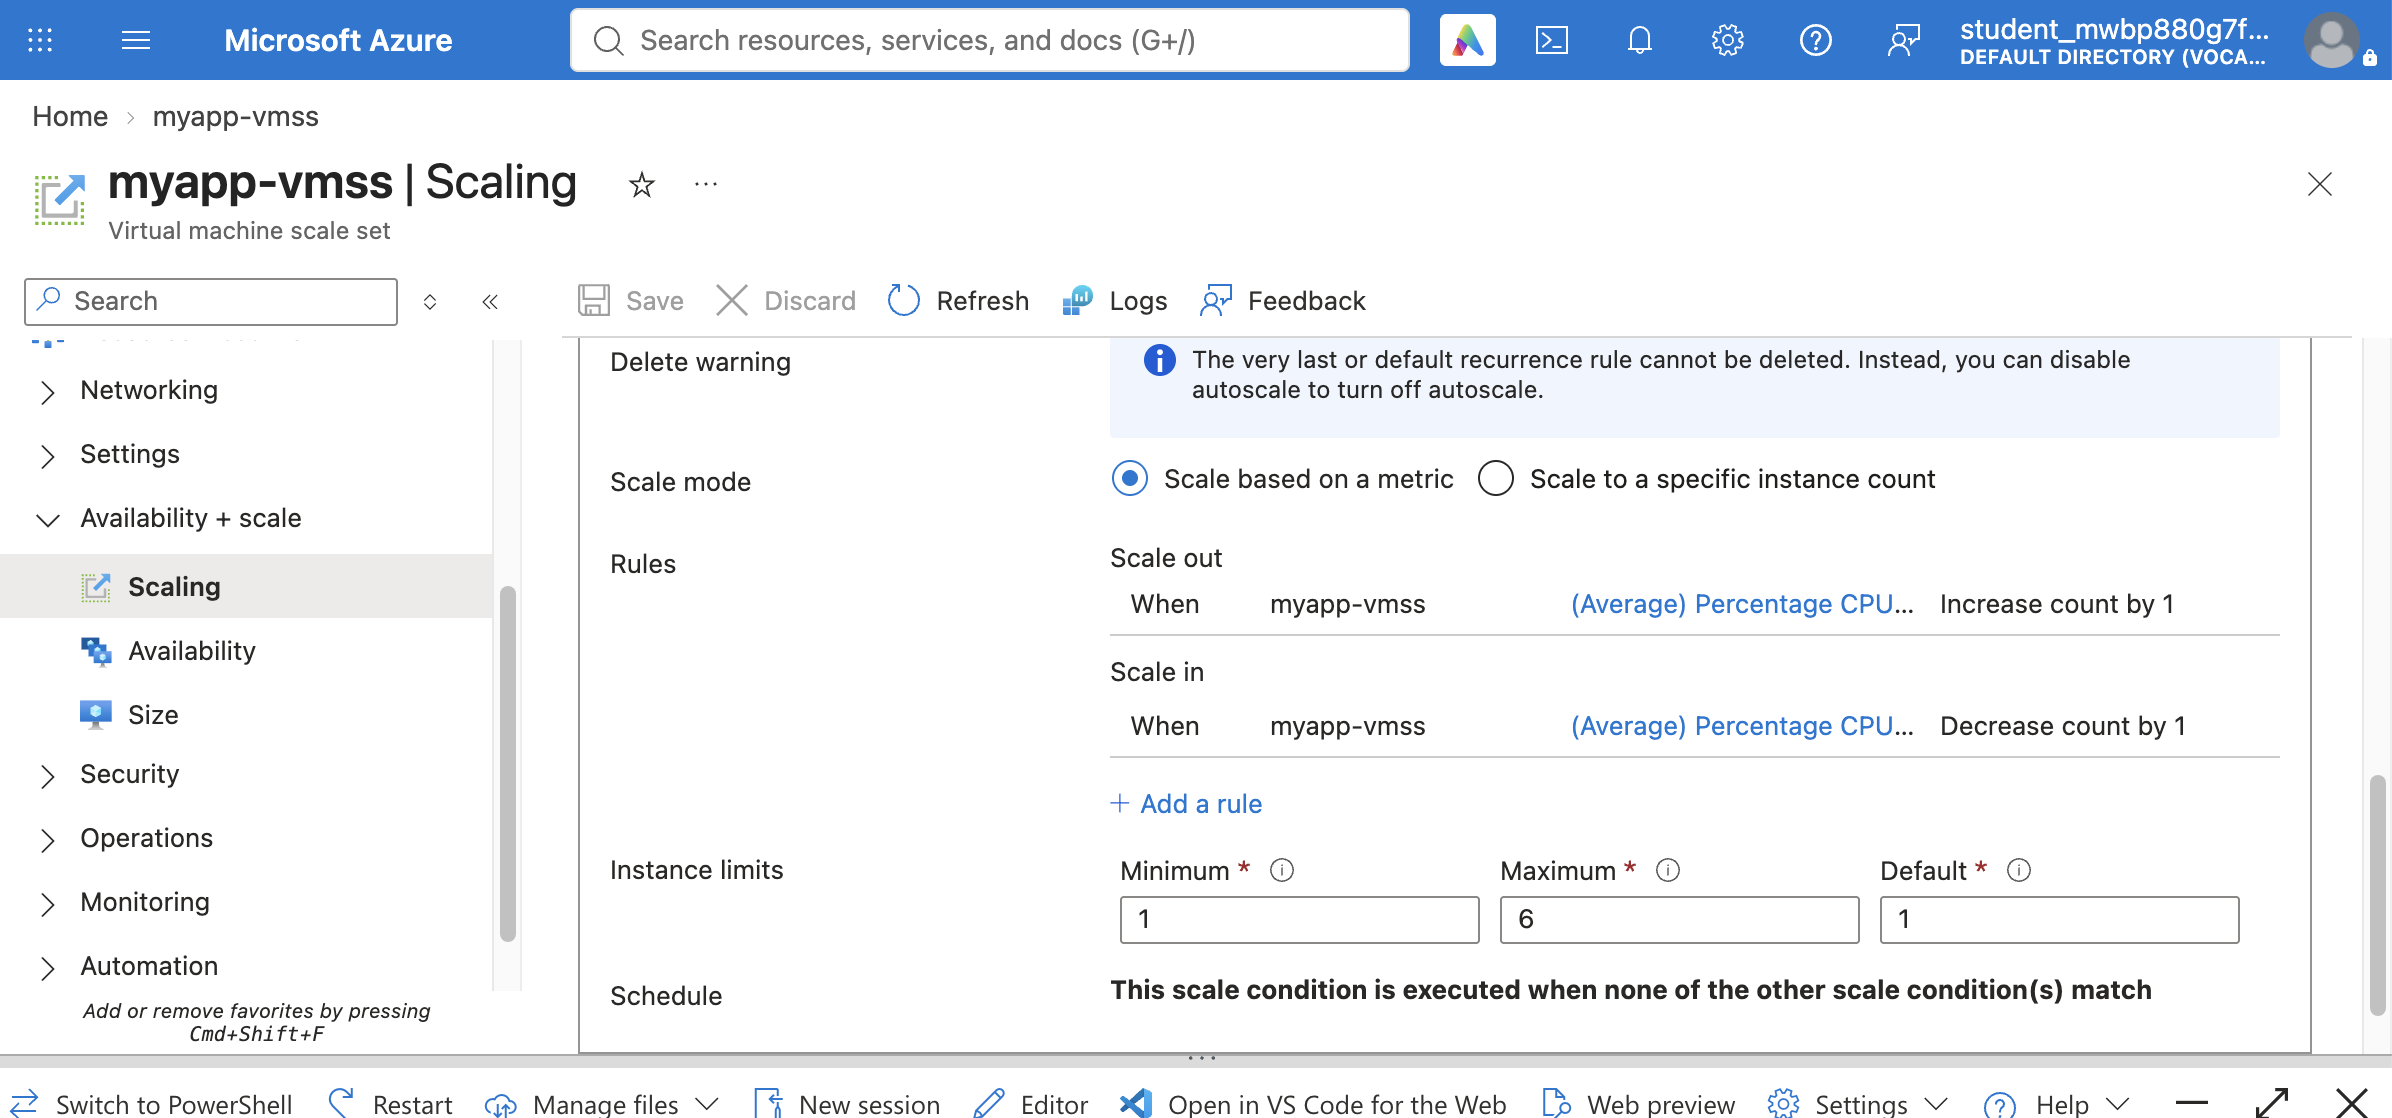 Microsoft Azure
Search resources, services, and docs (G+/)
student_mwbp880g7f...
DEFAULT DIRECTORY (VOCA...
Home > myapp-vmss
myapp-vmss | Scaling
Virtual machine scale set
Search
Save
Discard
Refresh
Logs
Feedback
Networking
Settings
Availability + scale
Scaling
Availability
Size
Security
Operations
Monitoring
Automation
Add or remove favorites by pressing
Cmd+Shift+F
Delete warning
The very last or default recurrence rule cannot be deleted. Instead, you can disable
autoscale to turn off autoscale.
Scale mode
Scale based on a metric
Scale to a specific instance count
Rules
Scale out
When myapp-vmss (Average) Percentage CPU... Increase count by 1
Scale in
When myapp-vmss (Average) Percentage CPU... Decrease count by 1
+ Add a rule
Instance limits
Minimum * Maximum * Default *
1 6 1
Schedule
This scale condition is executed when none of the other scale condition(s) match
Switch to PowerShell Restart Manage files New session Editor Open in VS Code for the Web Web preview Settings Help